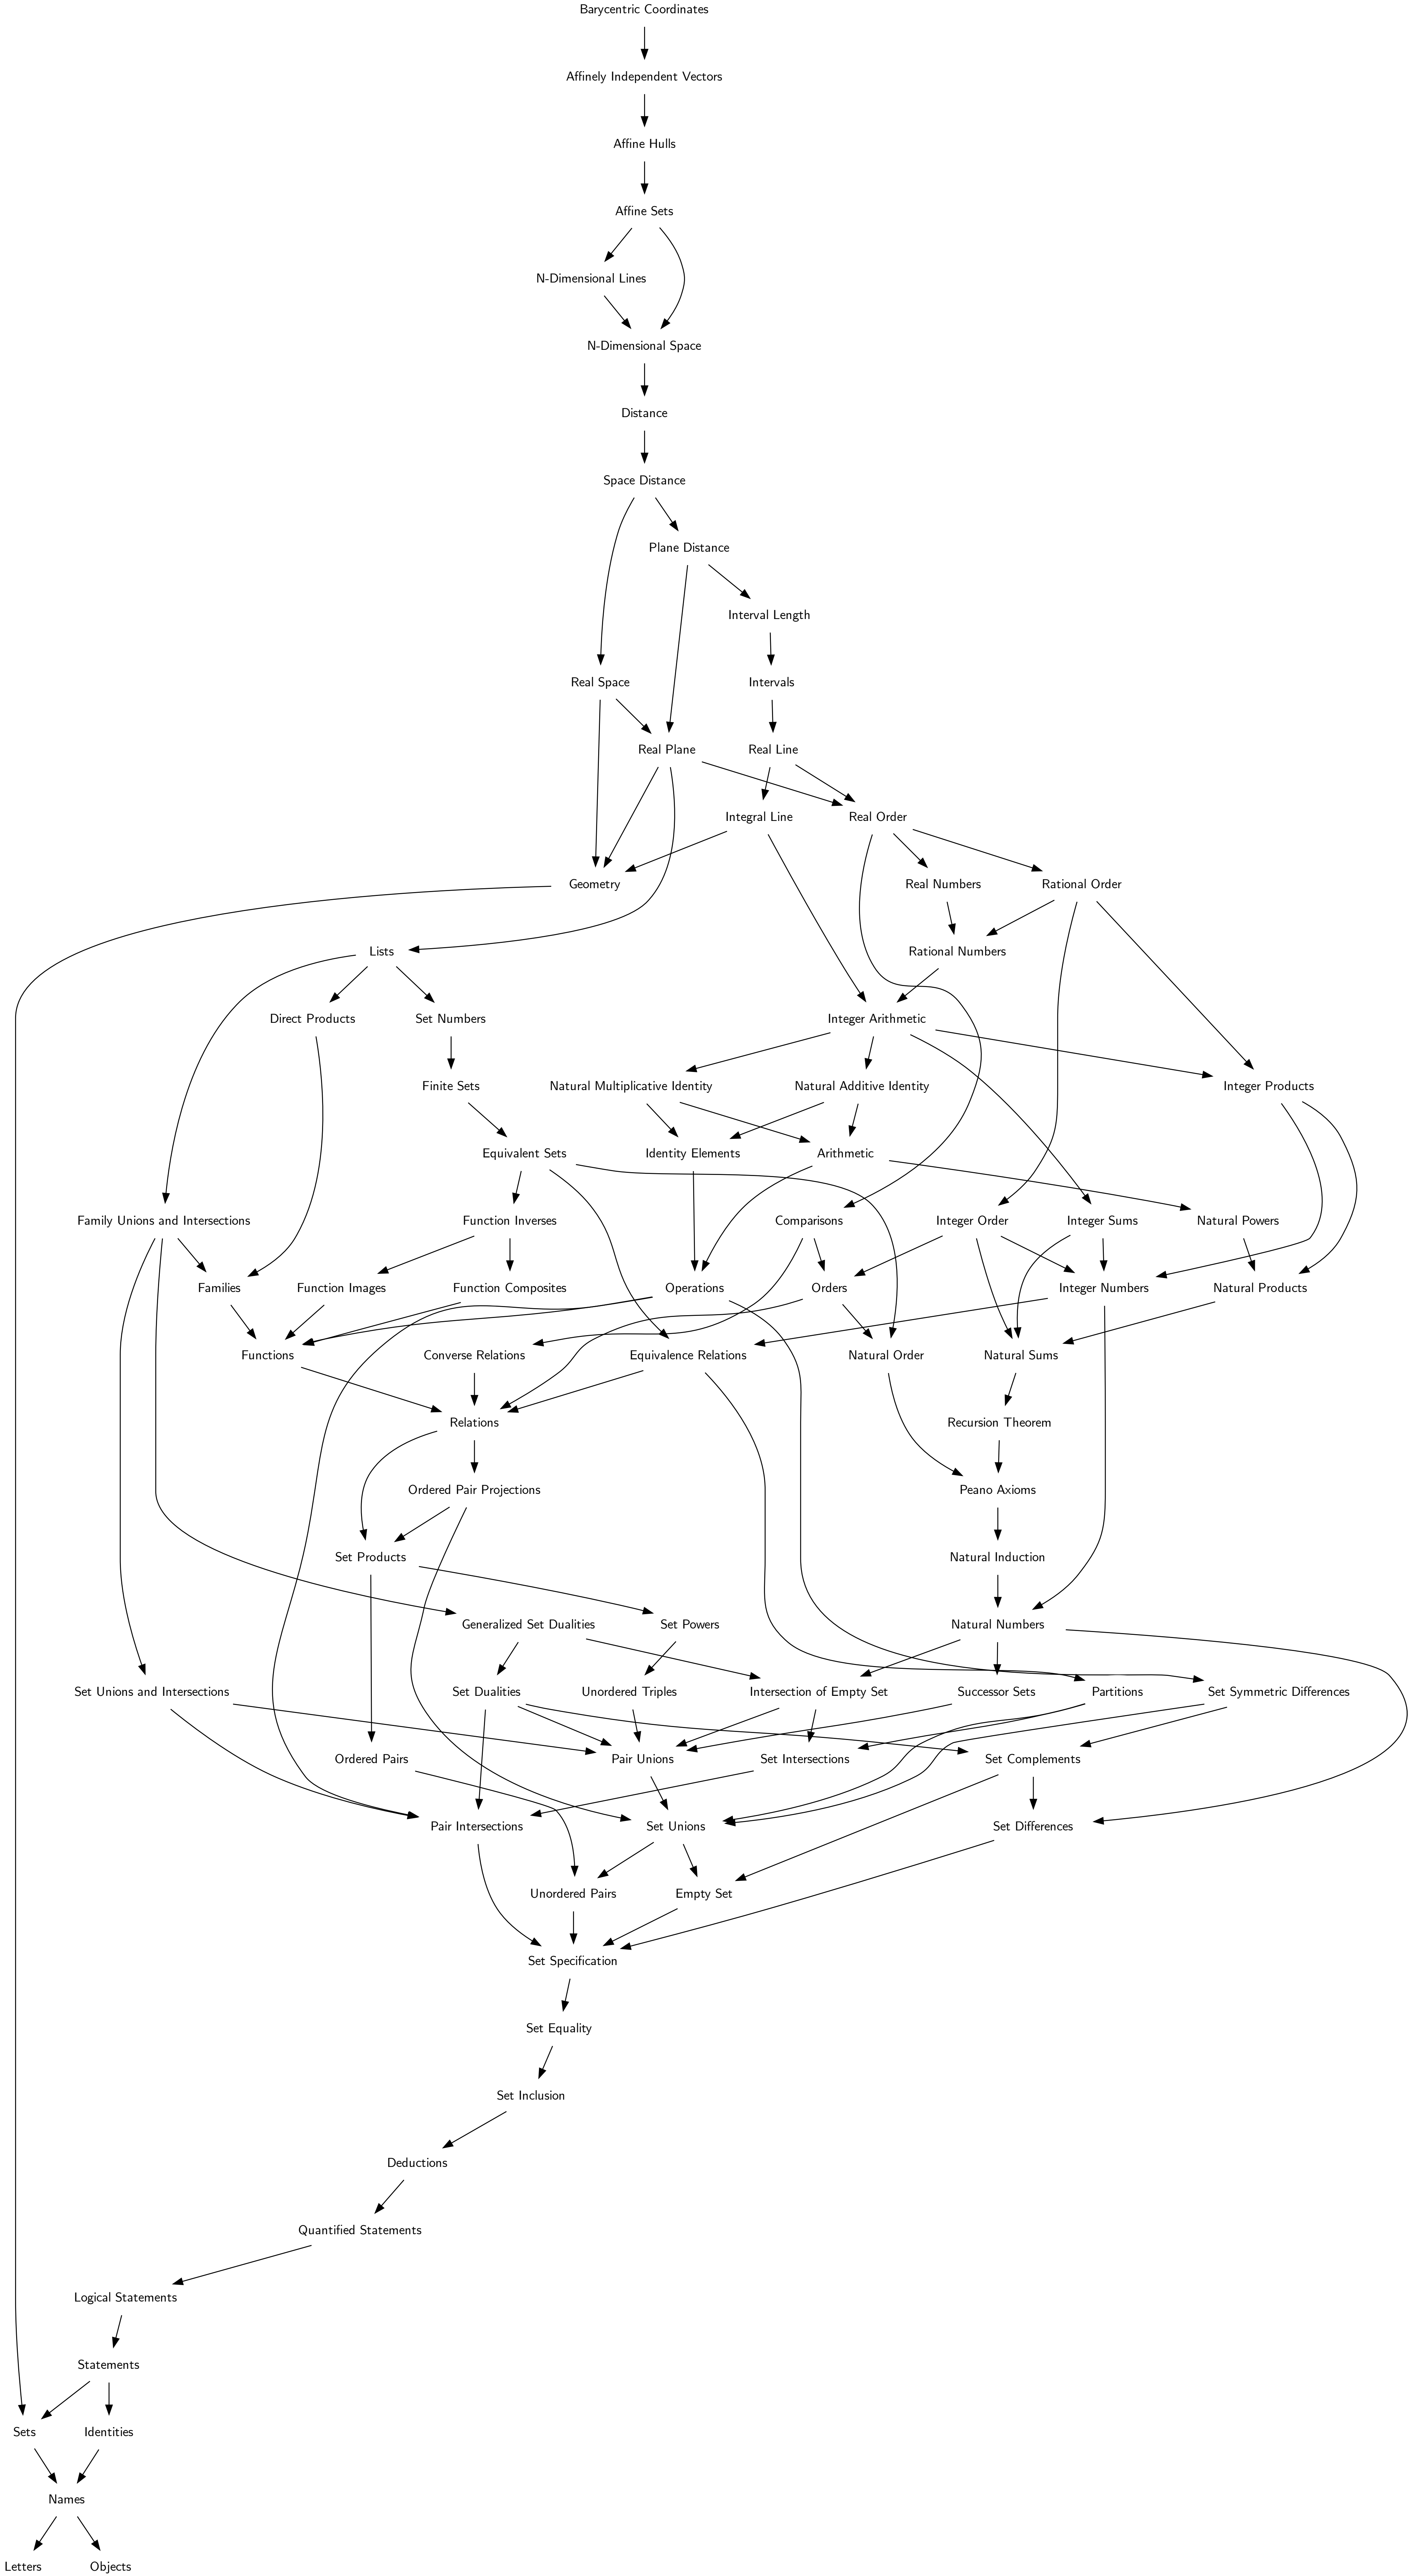 Barycentric Coordinates
Affinely Independent Vectors
Affine Hulls
Affine Sets
N-Dimensional Lines
N-Dimensional Space
Distance
Space Distance
Plane Distance
Interval Length
Real Space
Intervals
Real Plane
Real Line
Integral Line
Real Order
Geometry
Real Numbers
Rational Order
Lists
Rational Numbers
Direct Products
Set Numbers
Integer Arithmetic
Finite Sets
Natural Multiplicative Identity
Natural Additive Identity
Integer Products
Equivalent Sets
Identity Elements
Arithmetic
Family Unions and Intersections
Function Inverses
Comparisons
Integer Order
Integer Sums
Natural Powers
Families
Function Images
Function Composites
Operations
Orders
Integer Numbers
Natural Products
Functions
Converse Relations
Equivalence Relations
Natural Order
Natural Sums
Relations
Recursion Theorem
Ordered Pair Projections
Peano Axioms
Set Products
Natural Induction
Generalized Set Dualities
Set Powers
Natural Numbers
Set Unions and Intersections
Set Dualities
Unordered Triples
Intersection of Empty Set
Successor Sets
Partitions
Set Symmetric Differences
Ordered Pairs
Pair Unions
Set Intersections
Set Complements
Pair Intersections
Set Unions
Set Differences
Unordered Pairs
Empty Set
Set Specification
Set Equality
Set Inclusion
Deductions
Quantified Statements
Logical Statements
Statements
Sets
Identities
Names
Letters
Objects